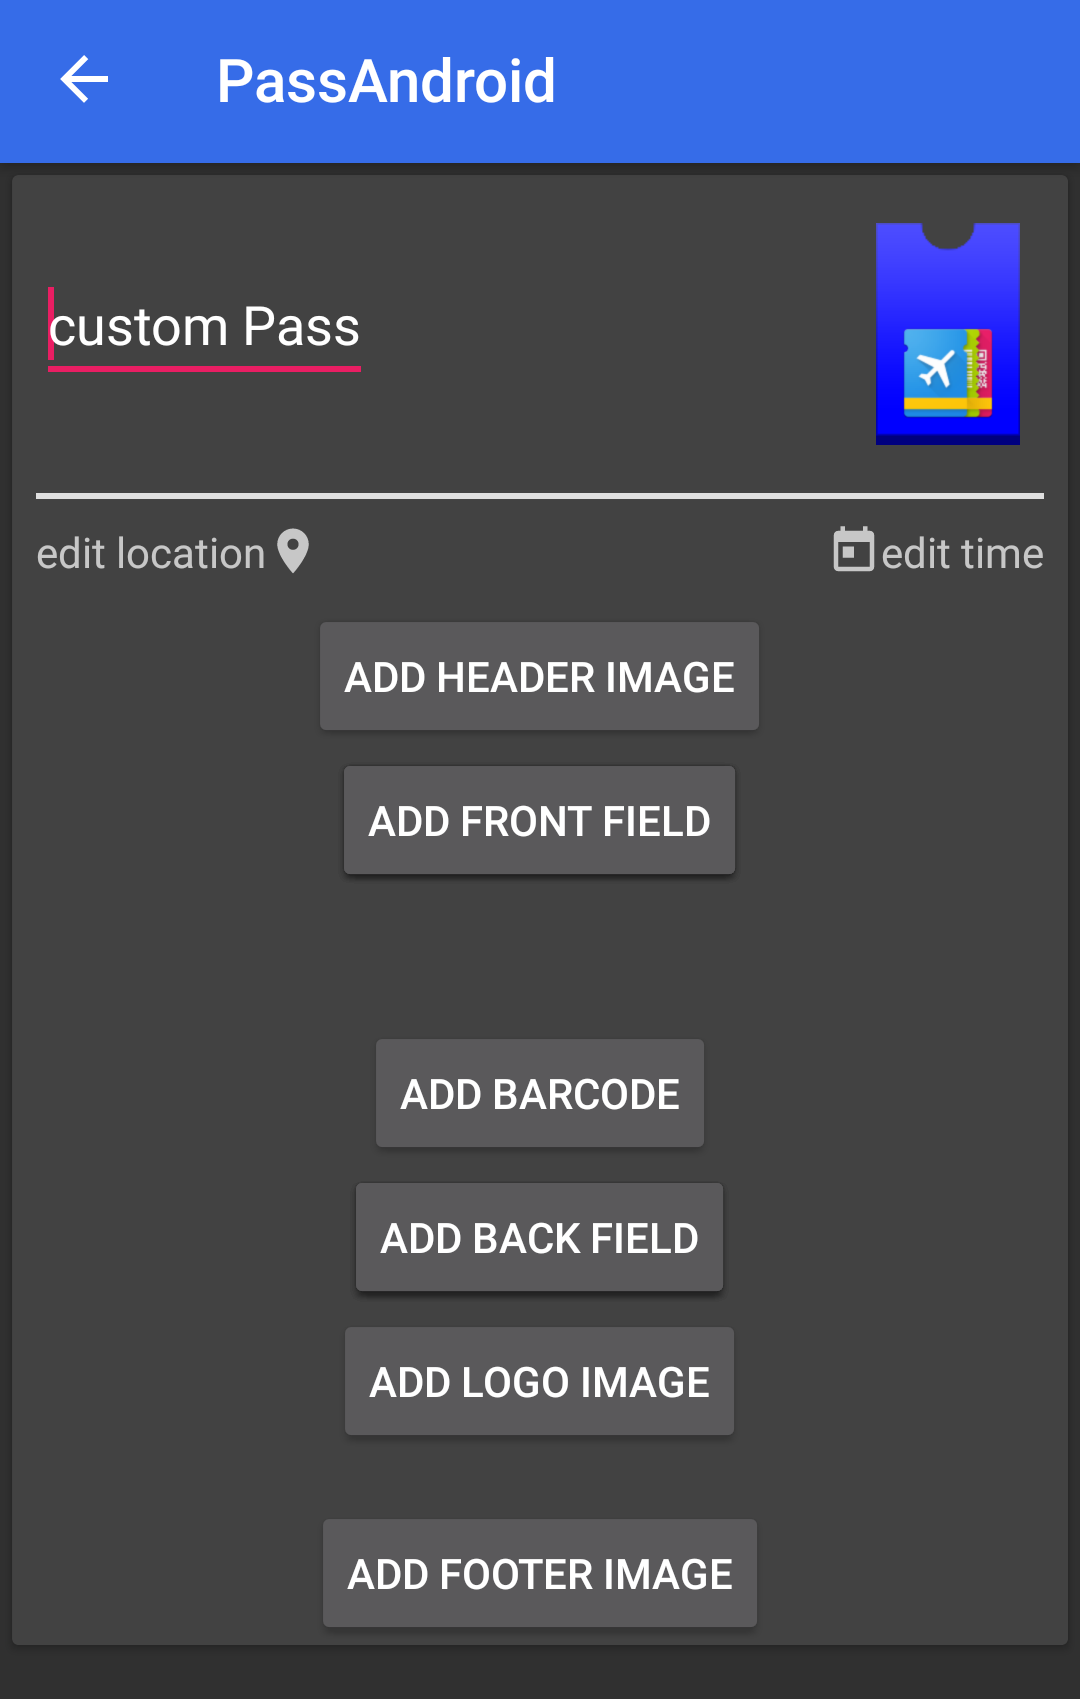 PassAndroid
custom Pass
edit location
edit time
ADD HEADER IMAGE
ADD FRONT FIELD
ADD BARCODE
ADD BACK FIELD
ADD LOGO IMAGE
ADD FOOTER IMAGE